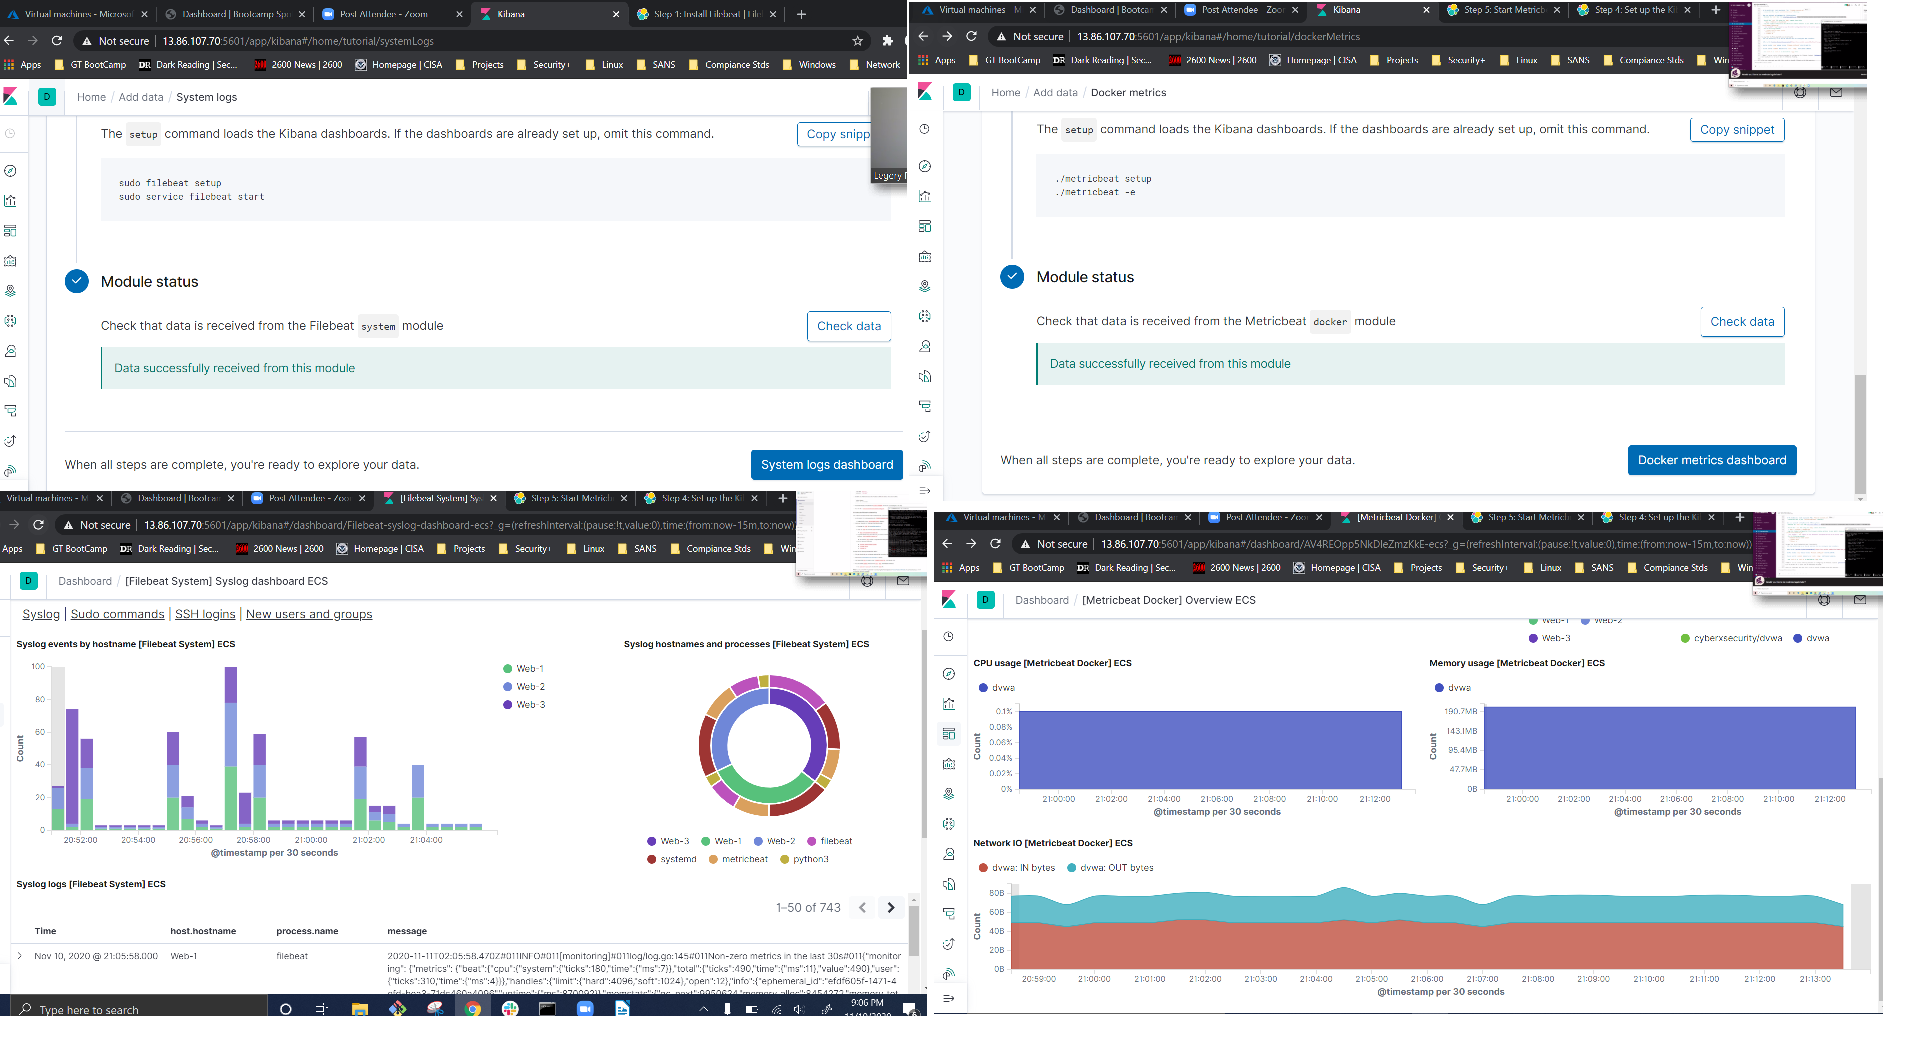 Virtual machines - Microsof
Dashboard | Bootcamp Sp
Post Attendee - Zoom
Kibana
Step 1: Install Filebeat | Fil
Not secure | 13.86.107.70:5601/app/kibana#/home/tutorial/systemLogs
Apps
GT BootCamp
DR Dark Reading | Sec...
2600 News | 2600
Homepage | CISA
Projects
Security+
Linux
SANS
Compiance Stds
Windows
Network
D
Home / Add data / System logs
The setup command loads the Kibana dashboards. If the dashboards are already set up, omit this command.
Copy snipp
sudo filebeat setup
sudo service filebeat start
Module status
Check that data is received from the Filebeat system module
Check data
Data successfully received from this module
When all steps are complete, you're ready to explore your data.
System logs dashboard
Virtual machines - M
Dashboard | Bootcam
Post Attendee - Zoor
Kibana
Step 5: Start Metricb
Step 4: Set up the Ki
Not secure | 13.86.107.70:5601/app/kibana#/home/tutorial/dockerMetrics
Apps
GT BootCamp
DR Dark Reading | Sec...
2600 News | 2600
Homepage | CISA
Projects
Security+
Linux
SANS
Compiance Stds
Win
D
Home / Add data / Docker metrics
The setup command loads the Kibana dashboards. If the dashboards are already set up, omit this command.
Copy snippet
./metricbeat setup
./metricbeat -e
Module status
Check that data is received from the Metricbeat docker module
Check data
Data successfully received from this module
When all steps are complete, you're ready to explore your data.
Docker metrics dashboard
Virtual machines - M
Dashboard | Bootcam
Post Attendee - Zoo
[Filebeat System] Sys
Step 5: Start Metricb
Step 4: Set up the Ki
Not secure | 13.86.107.70:5601/app/kibana#/dashboard/Filebeat-syslog-dashboard-ecs?_g=(refreshInterval:(pause:!t,value:0),time:(from:now-15m,to:now))
Apps
GT BootCamp
DR Dark Reading | Sec...
2600 News | 2600
Homepage | CISA
Projects
Security+
Linux
SANS
Compiance Stds
Win
D
Dashboard / [Filebeat System] Syslog dashboard ECS
Syslog | Sudo commands | SSH logins | New users and groups
Syslog events by hostname [Filebeat System] ECS
100
80
60
40
20
0
Count
20:52:00 20:54:00 20:56:00 20:58:00 21:00:00 21:02:00 21:04:00
@timestamp per 30 seconds
Web-1
Web-2
Web-3
Syslog hostnames and processes [Filebeat System] ECS
Web-3 Web-1 Web-2 filebeat
systemd metricbeat python3
Syslog logs [Filebeat System] ECS
1–50 of 743
Time host.hostname process.name message
Nov 10, 2020 @ 21:05:58.000 Web-1 filebeat 2020-11-11T02:05:58.470Z#011INFO#011[monitoring]#011log/log.go:145#011Non-zero metrics in the last 30s#011{"monito
ring": {"metrics": {"beat":{"cpu":{"system":{"ticks":180,"time":{"ms":7}},"total":{"ticks":490,"time":{"ms":11},"value":490},"user":
{"ticks":310,"time":{"ms":4}}},"handles":{"limit":{"hard":4096,"soft":1024},"open":12},"info":{"ephemeral_id":"efdf605f-1471-4
Type here to search
9:06 PM
11/10/2020
Virtual machines - M
Dashboard | Bootcam
Post Attendee - Zoo
[Metricbeat Docker]
Step 5: Start Metricb
Step 4: Set up the Ki
Not secure | 13.86.107.70:5601/app/kibana#/dashboard/AV4REOpp5NkDleZmzKkE-ecs?_g=(refreshInterval:(pause:!t,value:0),time:(from:now-15m,to:now))
Apps
GT BootCamp
DR Dark Reading | Sec...
2600 News | 2600
Homepage | CISA
Projects
Security+
Linux
SANS
Compiance Stds
Win
D
Dashboard / [Metricbeat Docker] Overview ECS
Web-1 Web-2
Web-3
cyberxsecurity/dvwa dvwa
CPU usage [Metricbeat Docker] ECS
dvwa
0.1%
0.08%
0.06%
0.04%
0.02%
0%
Count
21:00:00 21:02:00 21:04:00 21:06:00 21:08:00 21:10:00 21:12:00
@timestamp per 30 seconds
Memory usage [Metricbeat Docker] ECS
dvwa
190.7MB
143.1MB
95.4MB
47.7MB
0B
Count
21:00:00 21:02:00 21:04:00 21:06:00 21:08:00 21:10:00 21:12:00
@timestamp per 30 seconds
Network IO [Metricbeat Docker] ECS
dvwa: IN bytes dvwa: OUT bytes
80B
60B
40B
20B
0B
Count
20:59:00 21:00:00 21:01:00 21:02:00 21:03:00 21:04:00 21:05:00 21:06:00 21:07:00 21:08:00 21:09:00 21:10:00 21:11:00 21:12:00 21:13:00
@timestamp per 30 seconds